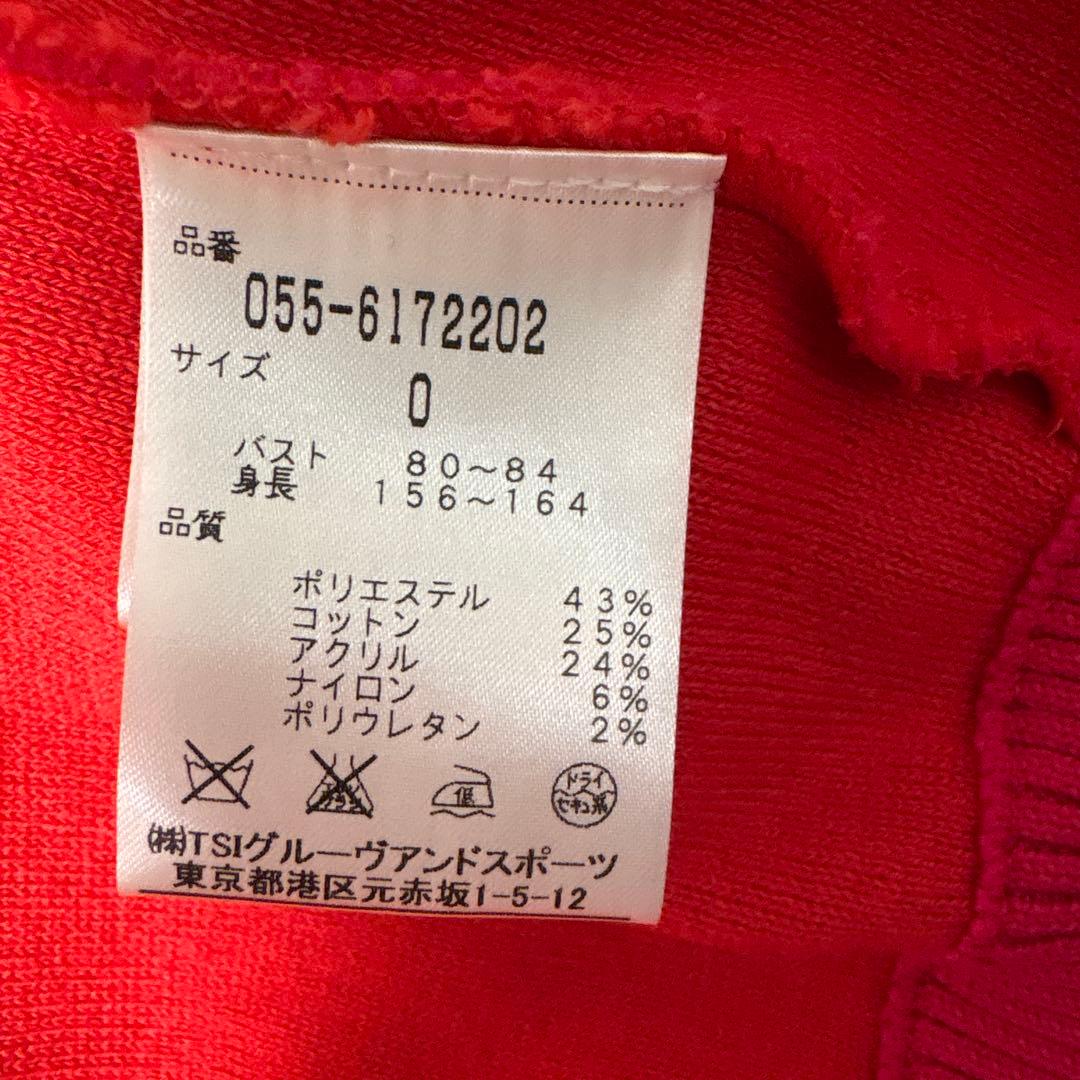 品番
055-6172202
サイズ
0
バスト 80～84
身長 156～164
品質
ポリエステル 43%
コットン 25%
アクリル 24%
ナイロン 6%
ポリウレタン 2%
低
ドライ
セキユ系
㈱TSIグルーヴアンドスポーツ
東京都港区元赤坂1-5-12